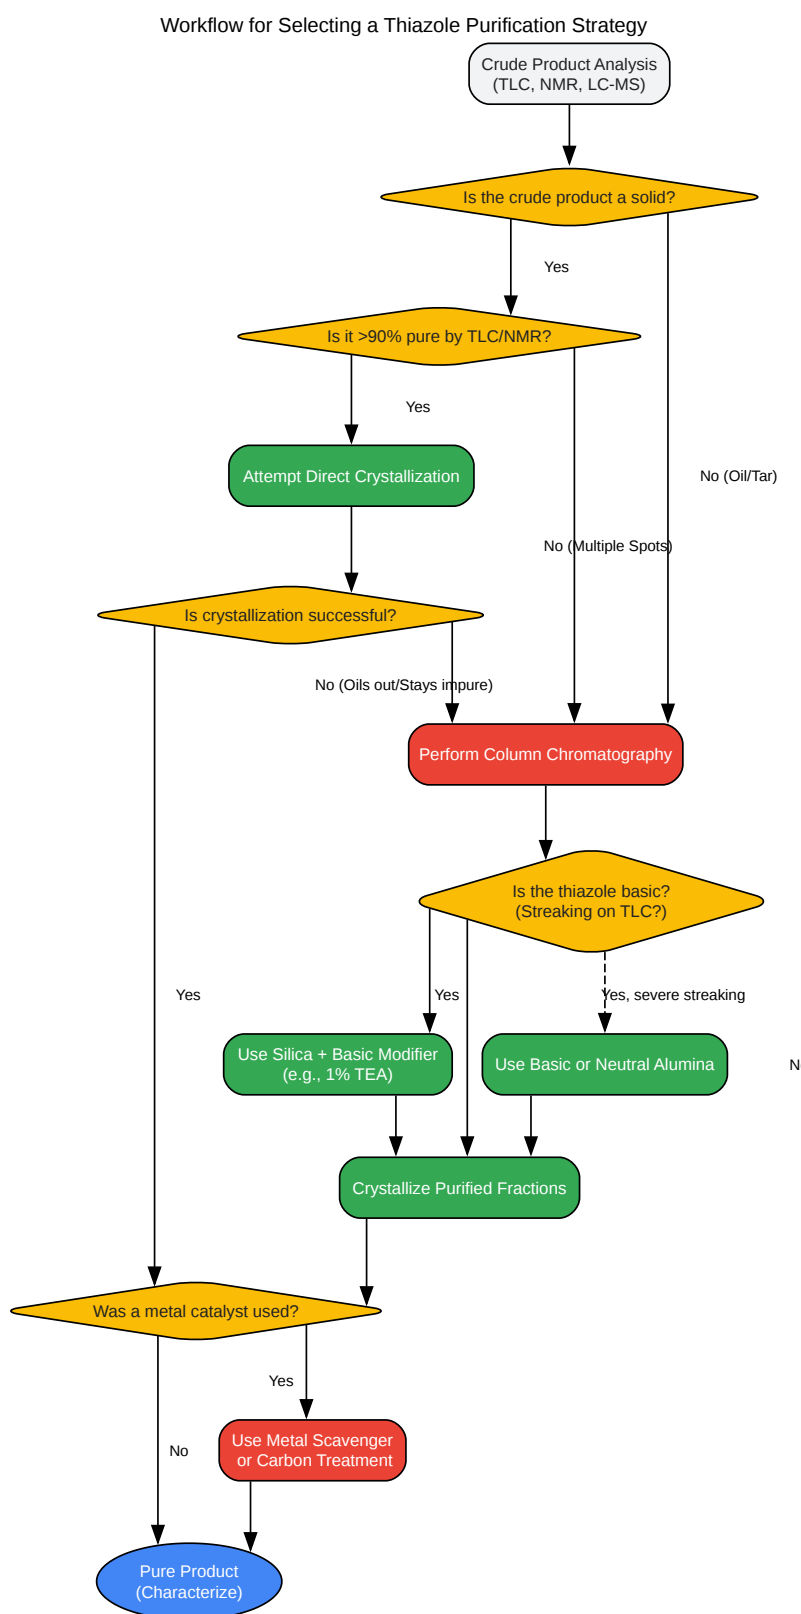 Workflow for Selecting a Thiazole Purification Strategy
Crude Product Analysis
(TLC, NMR, LC-MS)
Is the crude product a solid?
Yes
Is it >90% pure by TLC/NMR?
Yes
Attempt Direct Crystallization
No (Oil/Tar)
No (Multiple Spots)
Is crystallization successful?
No (Oils out/Stays impure)
Perform Column Chromatography
Is the thiazole basic?
(Streaking on TLC?)
Yes
Yes
Yes, severe streaking
Use Silica + Basic Modifier
(e.g., 1% TEA)
Use Basic or Neutral Alumina
Crystallize Purified Fractions
Was a metal catalyst used?
Yes
Use Metal Scavenger
or Carbon Treatment
No
Pure Product
(Characterize)